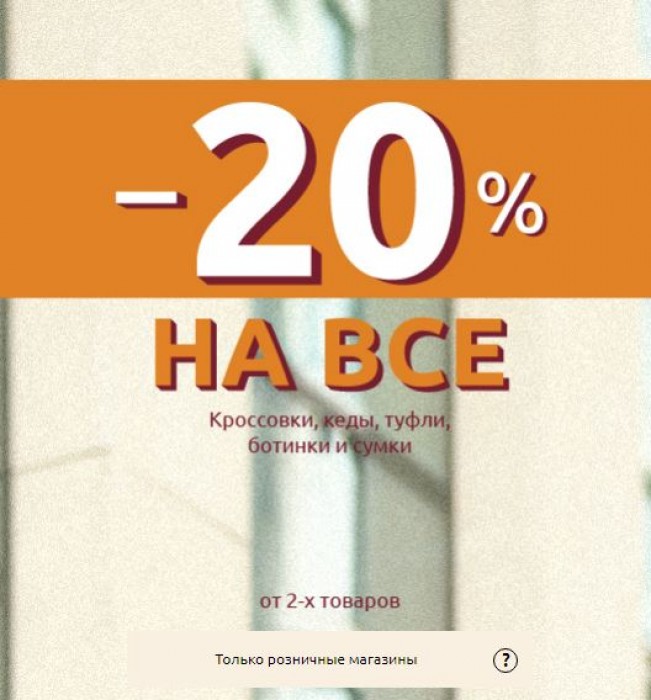 -20%
НА ВСЕ
Кроссовки, кеды, туфли,
ботинки и сумки
от 2-х товаров
Только розничные магазины ?